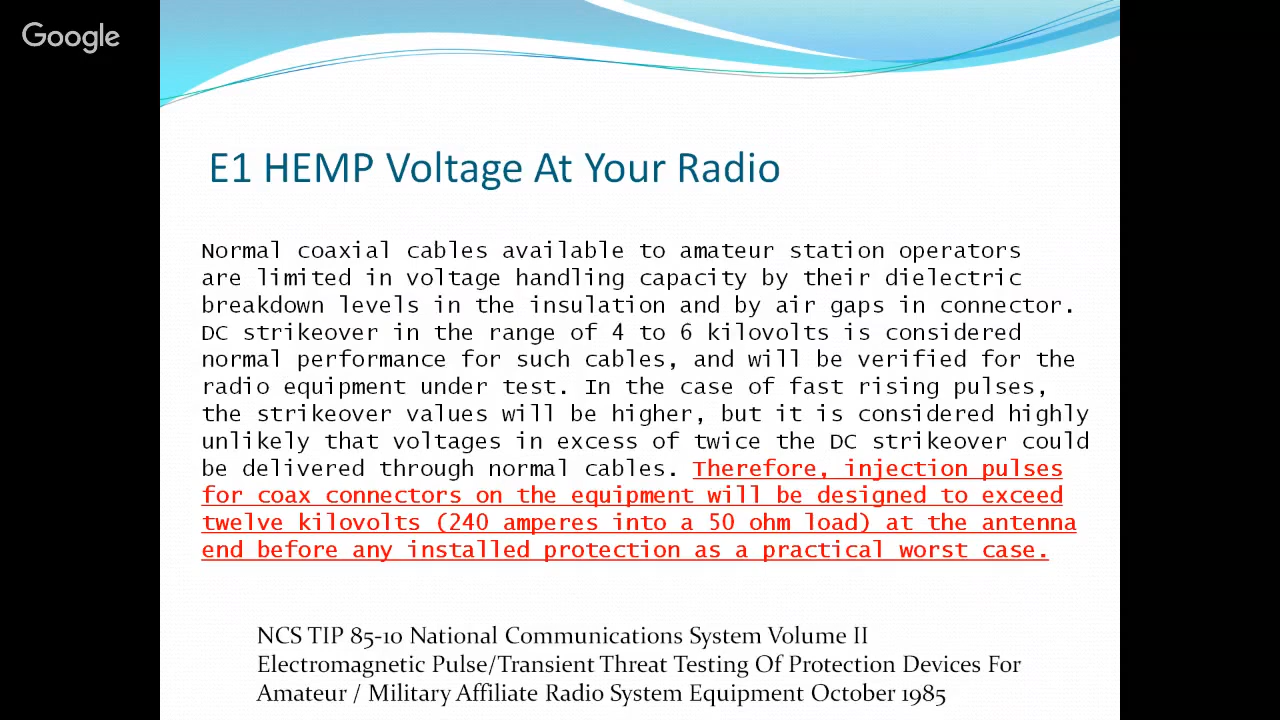 Google
E1 HEMP Voltage At Your Radio
Normal coaxial cables available to amateur station operators
are limited in voltage handling capacity by their dielectric
breakdown levels in the insulation and by air gaps in connector.
DC strikeover in the range of 4 to 6 kilovolts is considered
normal performance for such cables, and will be verified for the
radio equipment under test. In the case of fast rising pulses,
the strikeover values will be higher, but it is considered highly
unlikely that voltages in excess of twice the DC strikeover could
be delivered through normal cables. Therefore, injection pulses
for coax connectors on the equipment will be designed to exceed
twelve kilovolts (240 amperes into a 50 ohm load) at the antenna
end before any installed protection as a practical worst case.
NCS TIP 85-10 National Communications System Volume II
Electromagnetic Pulse/Transient Threat Testing Of Protection Devices For
Amateur / Military Affiliate Radio System Equipment October 1985